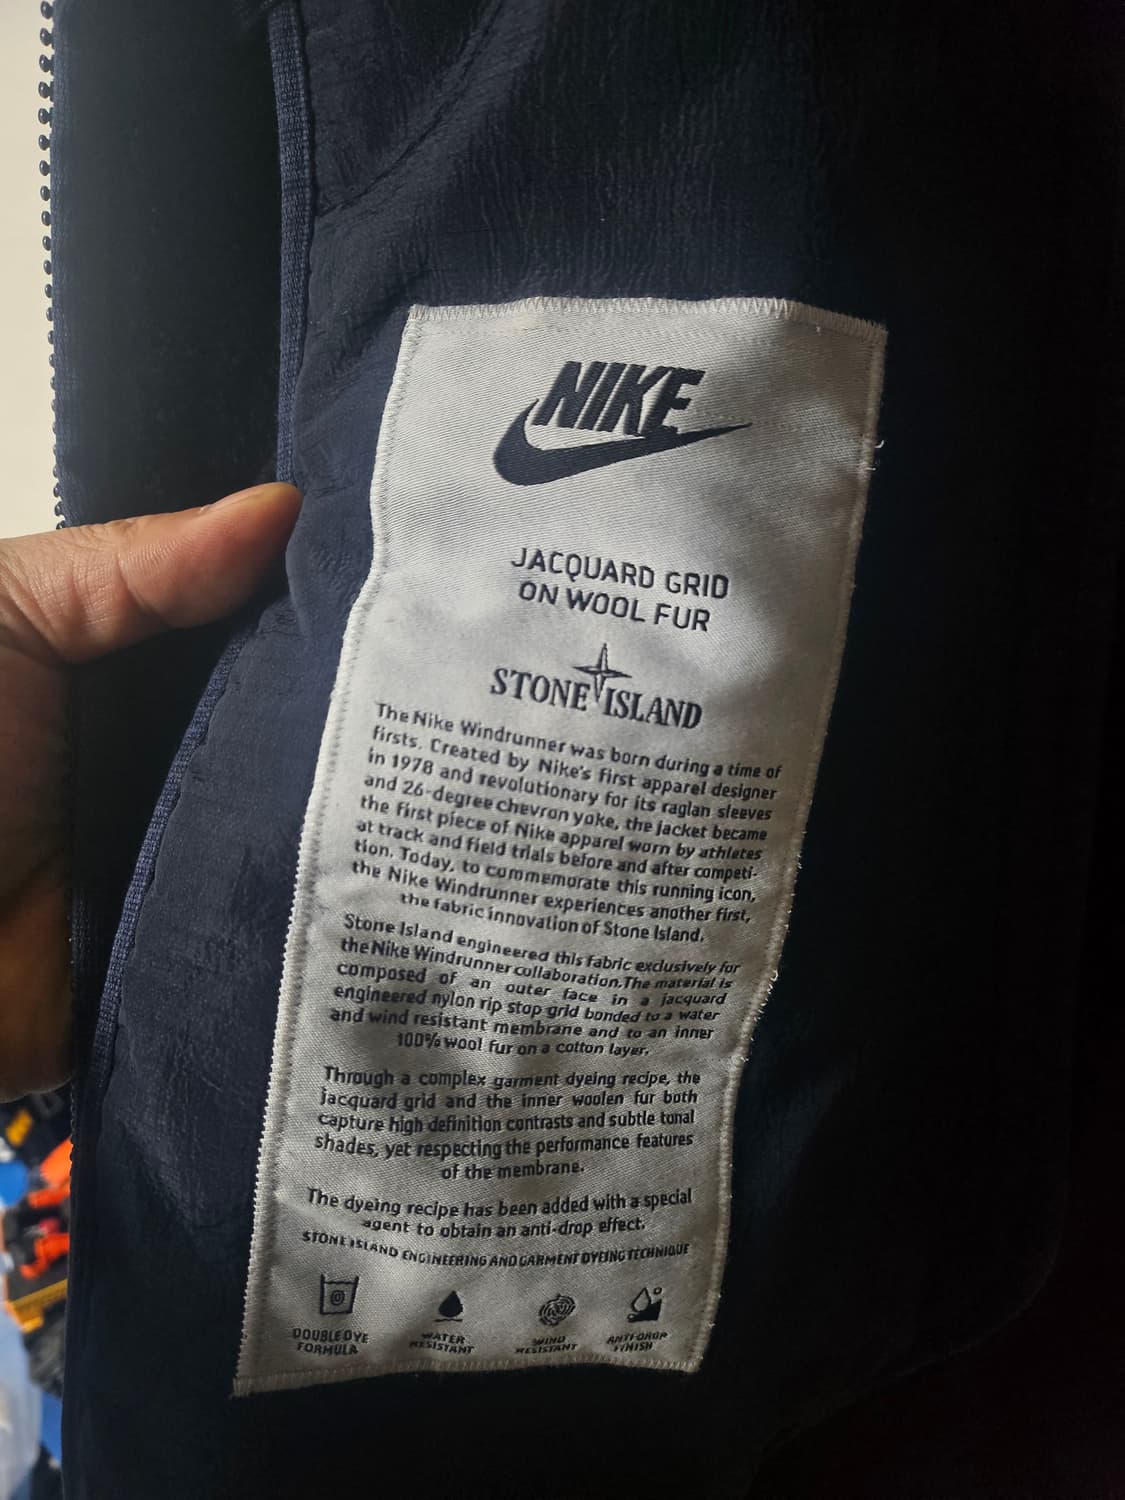 NIKE
JACQUARD GRID
ON WOOL FUR
STONE ISLAND
The Nike Windrunner was born during a time of
firsts. Created by Nike's first apparel designer
in 1978 and revolutionary for its raglan sleeves
and 26-degree chevron yoke, the jacket became
the first piece of Nike apparel worn by athletes
at track and field trials before and after competi-
tion. Today, to commemorate this running icon,
the Nike Windrunner experiences another first,
the fabric innovation of Stone Island.
Stone Island engineered this fabric exclusively for
the Nike Windrunner collaboration. The material is
composed of an outer face in a jacquard
engineered nylon rip stop grid bonded to a water
and wind resistant membrane and to an inner
100% wool fur on a cotton layer.
Through a complex garment dyeing recipe, the
jacquard grid and the inner woolen fur both
capture high definition contrasts and subtle tonal
shades, yet respecting the performance features
of the membrane.
The dyeing recipe has been added with a special
agent to obtain an anti-drop effect.
STONE ISLAND ENGINEERING AND GARMENT DYEING TECHNIQUE
DOUBLE DYE WATER WIND ANTI-DROP
FORMULA RESISTANT RESISTANT FINISH